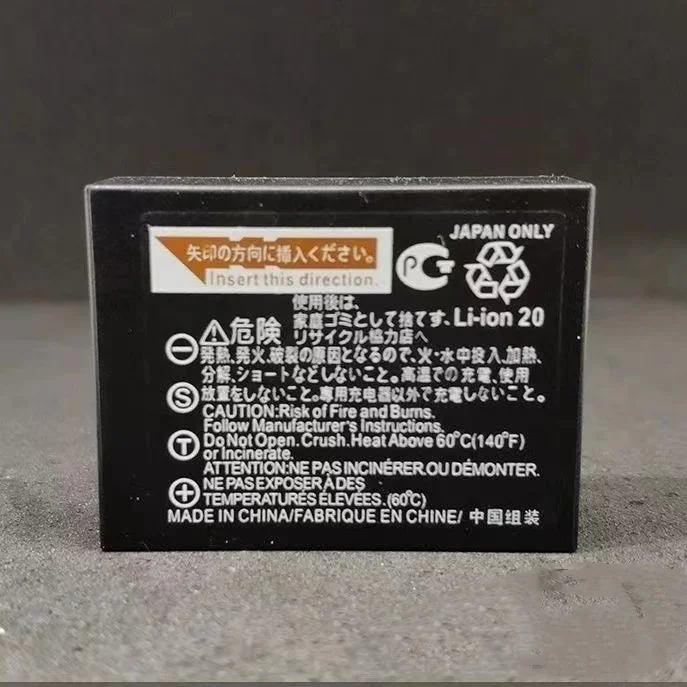 JAPAN ONLY
矢印の方向に挿入ください。
Insert this direction.
使用後は、
家庭ゴミとして捨てず、Li-ion 20
⚠危険 リサイクル協力店へ
発熱、発火、破裂の原因となるので、火・水中投入、加熱、
分解、ショートなどしないこと。高温での充電、使用
放置をしないこと。専用充电器以外で充電しないこと。
CAUTION:Risk of Fire and Burns.
Follow Manufacturer's Instructions.
Do Not Open. Crush. Heat Above 60℃(140℉)
or Incinerate.
ATTENTION:NE PAS INCINÉRER.OU DÉMONTER.
NE PAS EXPOSER À DES
TEMPERATURES ÉLEVÉES.(60℃)
MADE IN CHINA/FABRIQUE EN CHINE/ 中国组装
−
S
T
+